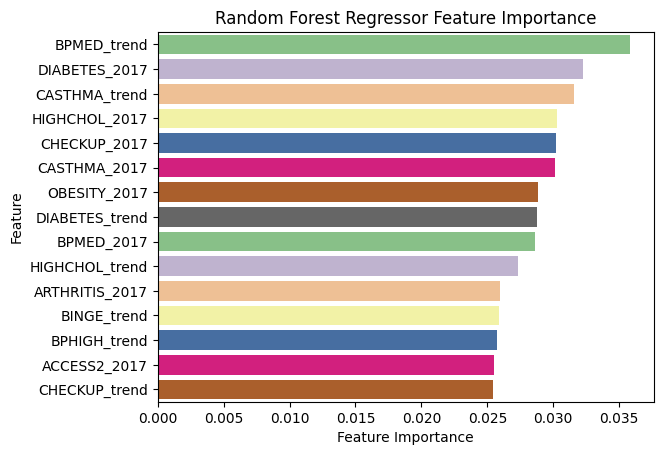 Random Forest Regressor Feature Importance
BPMED_trend
DIABETES_2017
CASTHMA_trend
HIGHCHOL_2017
CHECKUP_2017
CASTHMA_2017
OBESITY_2017
DIABETES_trend
BPMED_2017
HIGHCHOL_trend
ARTHRITIS_2017
BINGE_trend
BPHIGH_trend
ACCESS2_2017
CHECKUP_trend
Feature
0.000 0.005 0.010 0.015 0.020 0.025 0.030 0.035
Feature Importance